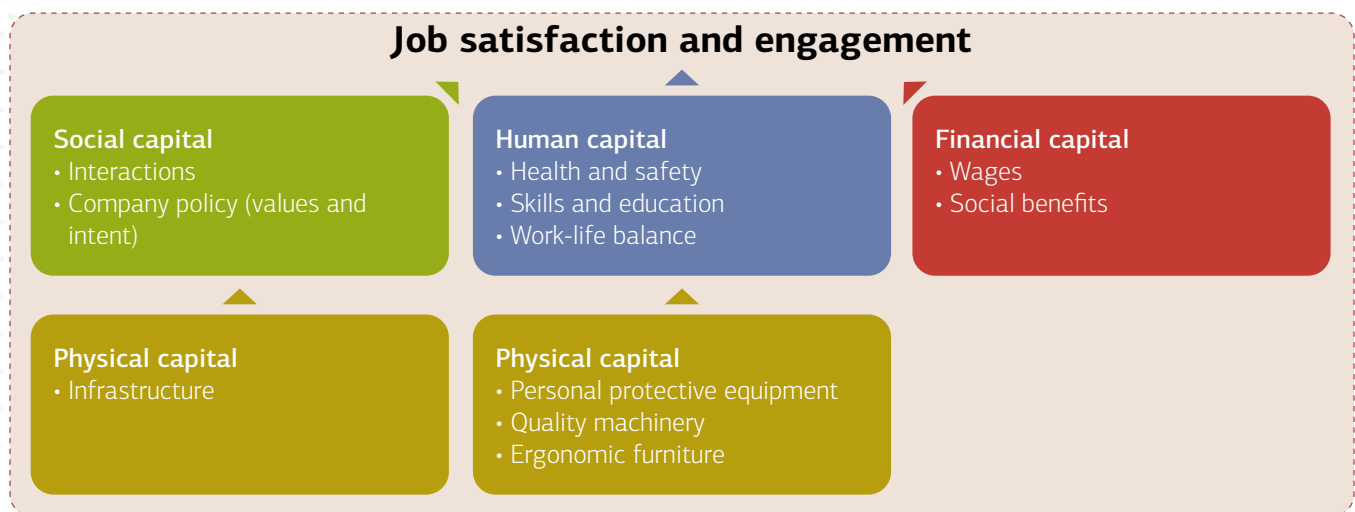 Job satisfaction and engagement
Social capital
• Interactions
• Company policy (values and
intent)
Human capital
• Health and safety
• Skills and education
• Work-life balance
Financial capital
• Wages
• Social benefits
Physical capital
• Infrastructure
Physical capital
• Personal protective equipment
• Quality machinery
• Ergonomic furniture